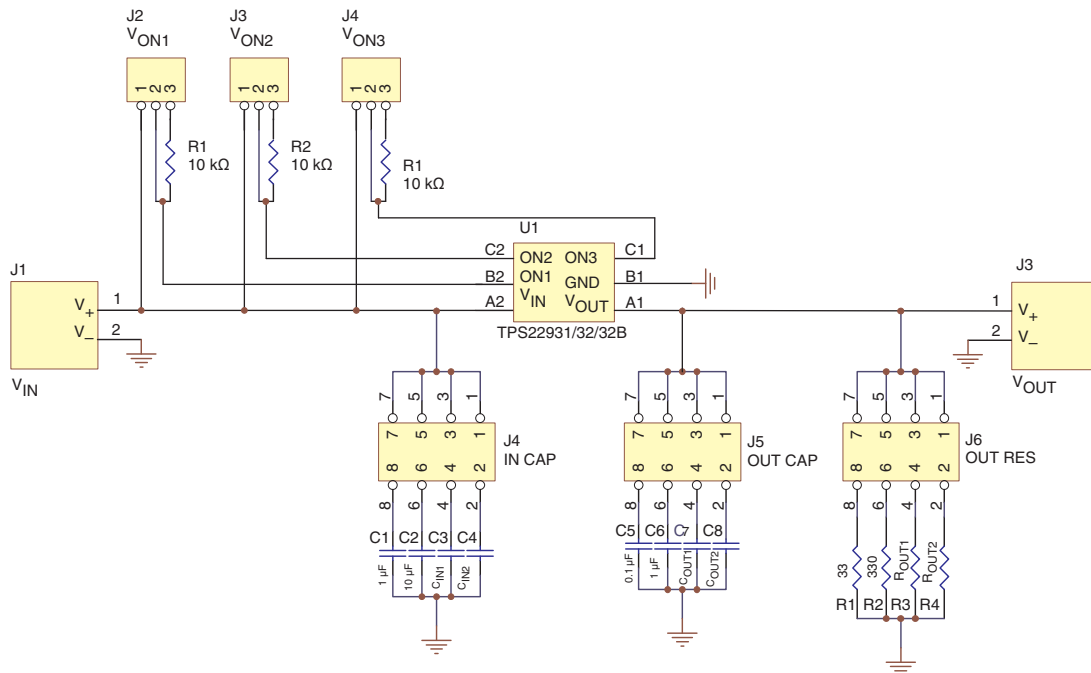 J2
VON1
J3
VON2
J4
VON3
1 2 3
1 2 3
1 2 3
R1
10 kΩ
R2
10 kΩ
R1
10 kΩ
U1
C2 ON2 ON3 C1
B2 ON1 GND B1
A2 VIN VOUT A1
TPS22931/32/32B
J1
V+ 1
V– 2
VIN
J3
1 V+
2 V–
VOUT
7 5 3 1
7 5 3 1
8 6 4 2
8 6 4 2
J4
IN CAP
C1 C2 C3 C4
1 µF 10 µF CIN1 CIN2
7 5 3 1
7 5 3 1
8 6 4 2
8 6 4 2
J5
OUT CAP
C5 C6 C7 C8
0.1 µF 1 µF COUT1 COUT2
7 5 3 1
7 5 3 1
8 6 4 2
8 6 4 2
J6
OUT RES
33 330 ROUT1 ROUT2
R1 R2 R3 R4